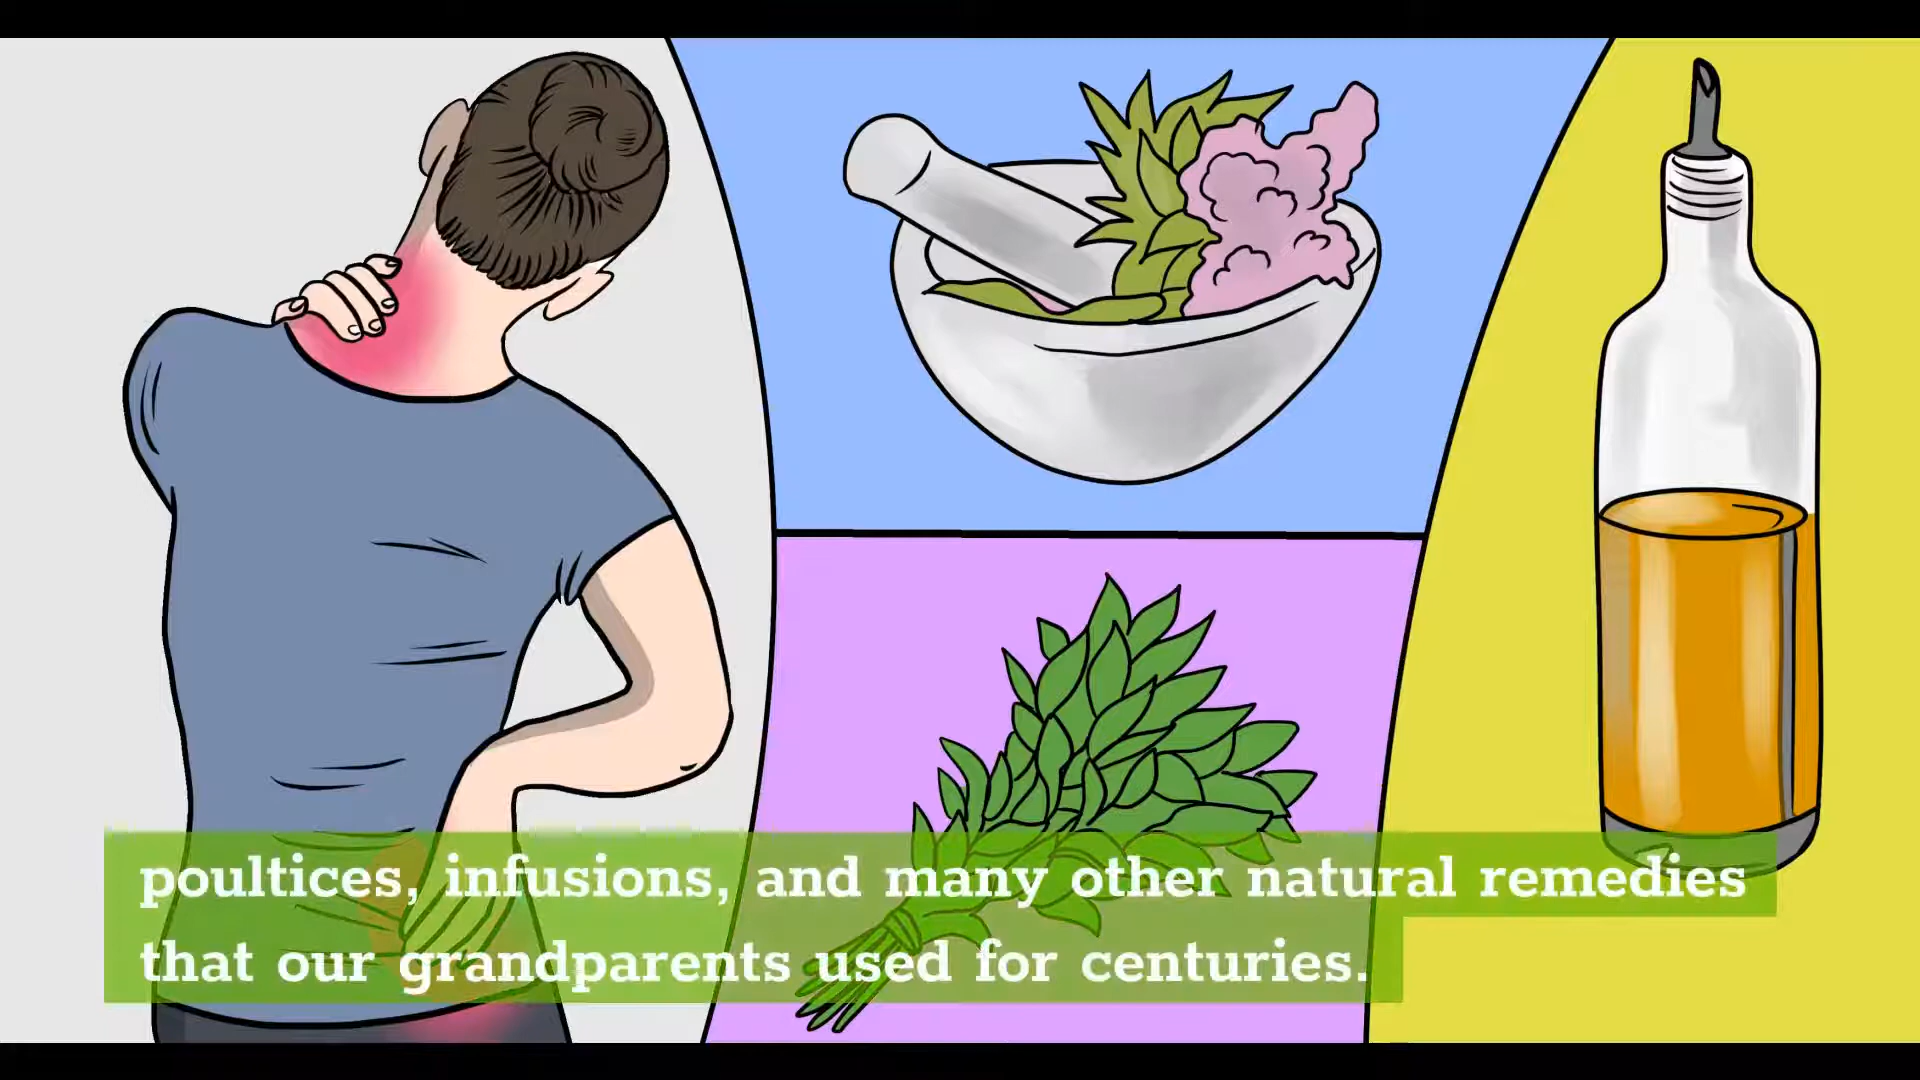 poultices, infusions, and many other natural remedies
that our grandparents used for centuries.